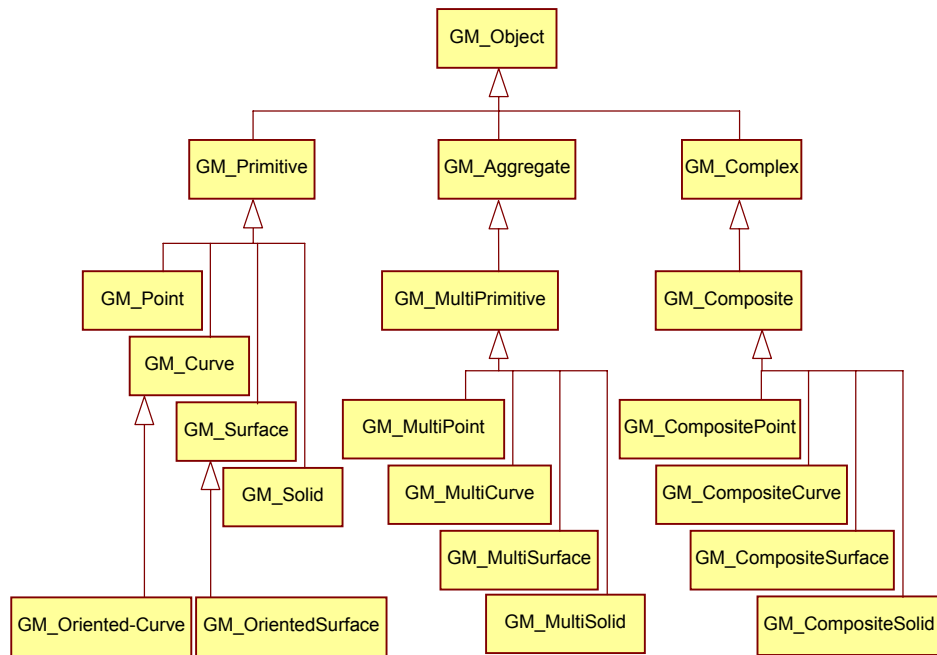 GM_Object
GM_Primitive
GM_Aggregate
GM_Complex
GM_Point
GM_MultiPrimitive
GM_Composite
GM_Curve
GM_Surface
GM_MultiPoint
GM_CompositePoint
GM_Solid
GM_MultiCurve
GM_CompositeCurve
GM_MultiSurface
GM_CompositeSurface
GM_Oriented-Curve
GM_OrientedSurface
GM_MultiSolid
GM_CompositeSolid